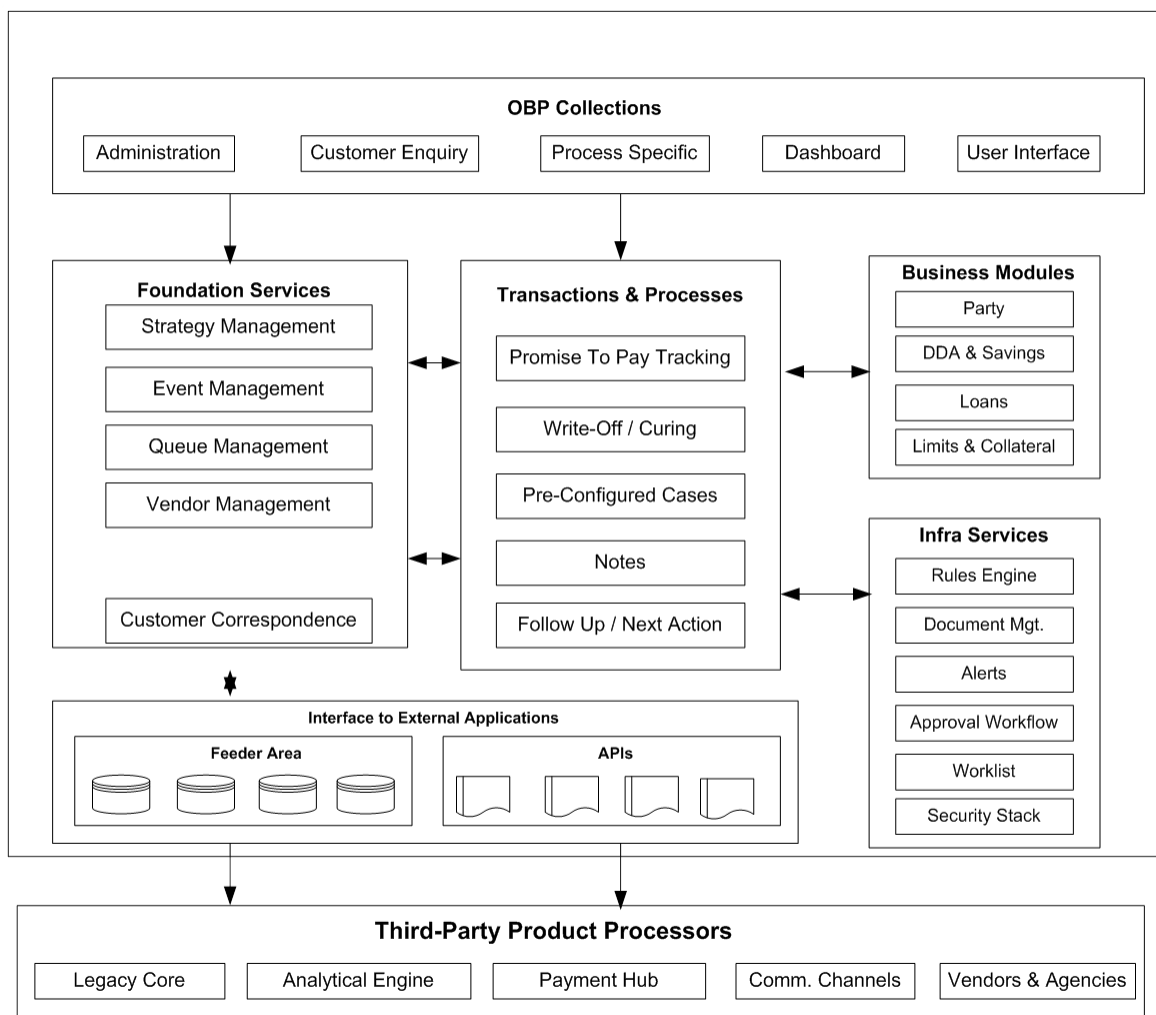 OBP Collections
Administration
Customer Enquiry
Process Specific
Dashboard
User Interface
Foundation Services
Strategy Management
Event Management
Queue Management
Vendor Management
Customer Correspondence
Transactions & Processes
Promise To Pay Tracking
Write-Off / Curing
Pre-Configured Cases
Notes
Follow Up / Next Action
Business Modules
Party
DDA & Savings
Loans
Limits & Collateral
Infra Services
Rules Engine
Document Mgt.
Alerts
Approval Workflow
Worklist
Security Stack
Interface to External Applications
Feeder Area
APIs
Third-Party Product Processors
Legacy Core
Analytical Engine
Payment Hub
Comm. Channels
Vendors & Agencies